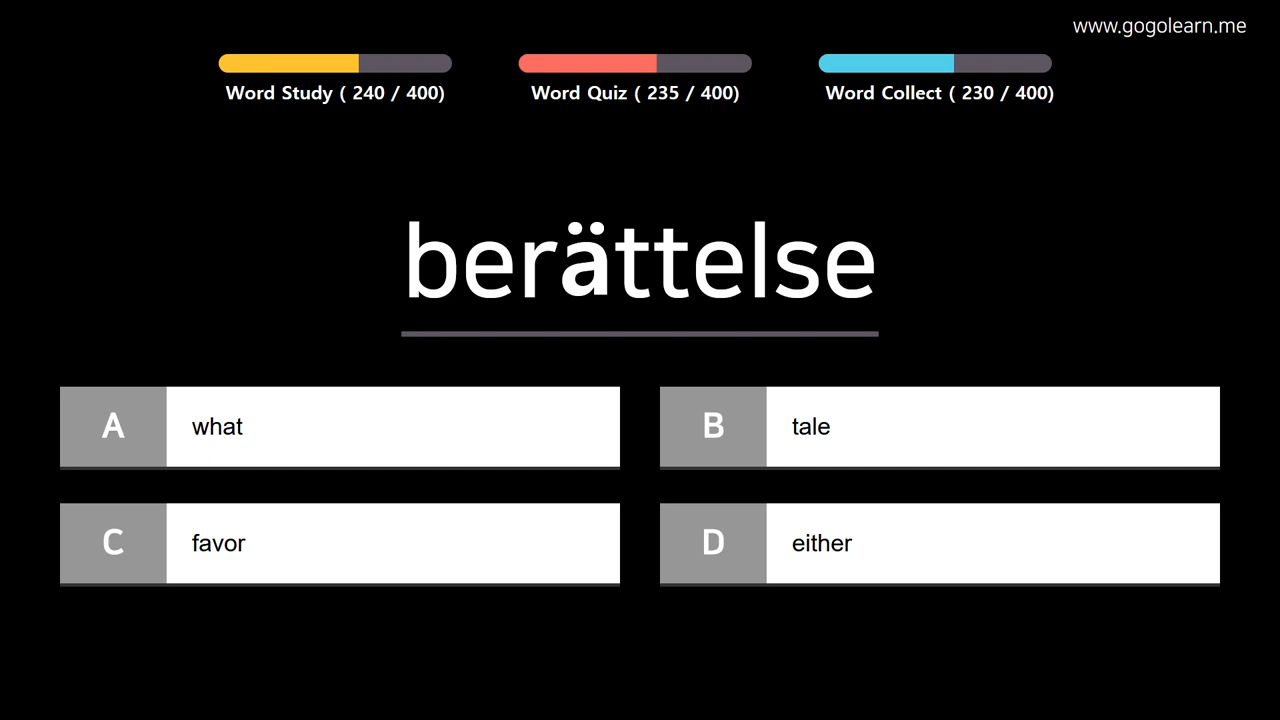 www.gogolearn.me
Word Study ( 240 / 400)
Word Quiz ( 235 / 400)
Word Collect ( 230 / 400)
berättelse
A what
B tale
C favor
D either